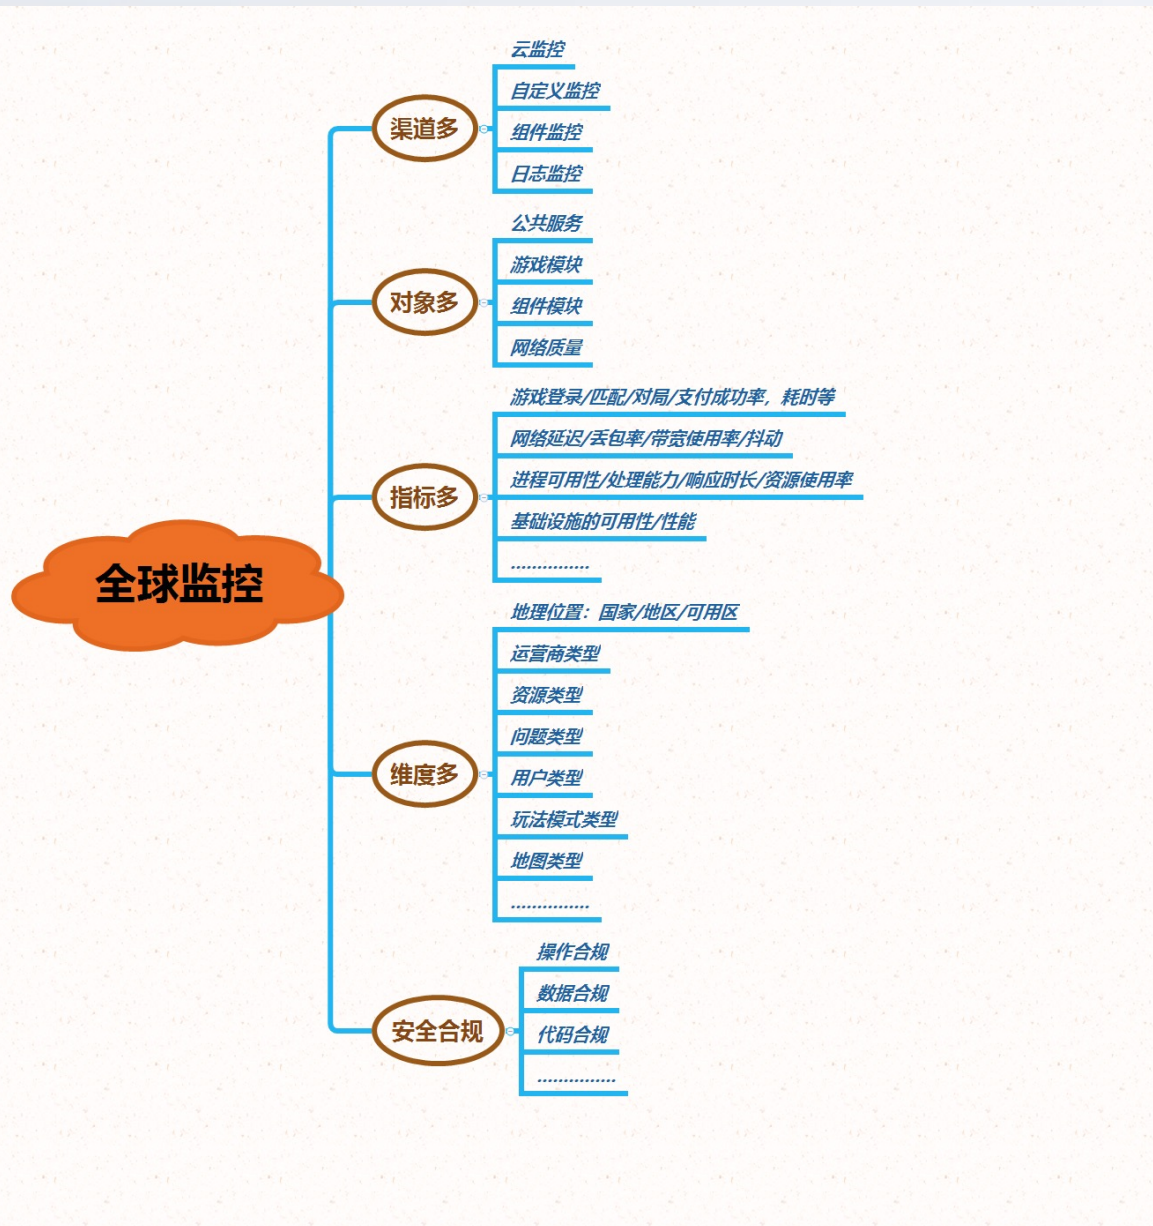 全球监控
渠道多
云监控
自定义监控
组件监控
日志监控
对象多
公共服务
游戏模块
组件模块
网络质量
指标多
游戏登录/匹配/对局/支付成功率，耗时等
网络延迟/丢包率/带宽使用率/抖动
进程可用性/处理能力/响应时长/资源使用率
基础设施的可用性/性能
...............
维度多
地理位置：国家/地区/可用区
运营商类型
资源类型
问题类型
用户类型
玩法模式类型
地图类型
...............
安全合规
操作合规
数据合规
代码合规
...............